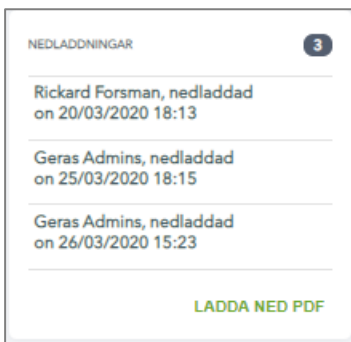 NEDLADDNINGAR 3
Rickard Forsman, nedladdad
on 20/03/2020 18:13
Geras Admins, nedladdad
on 25/03/2020 18:15
Geras Admins, nedladdad
on 26/03/2020 15:23
LADDA NED PDF